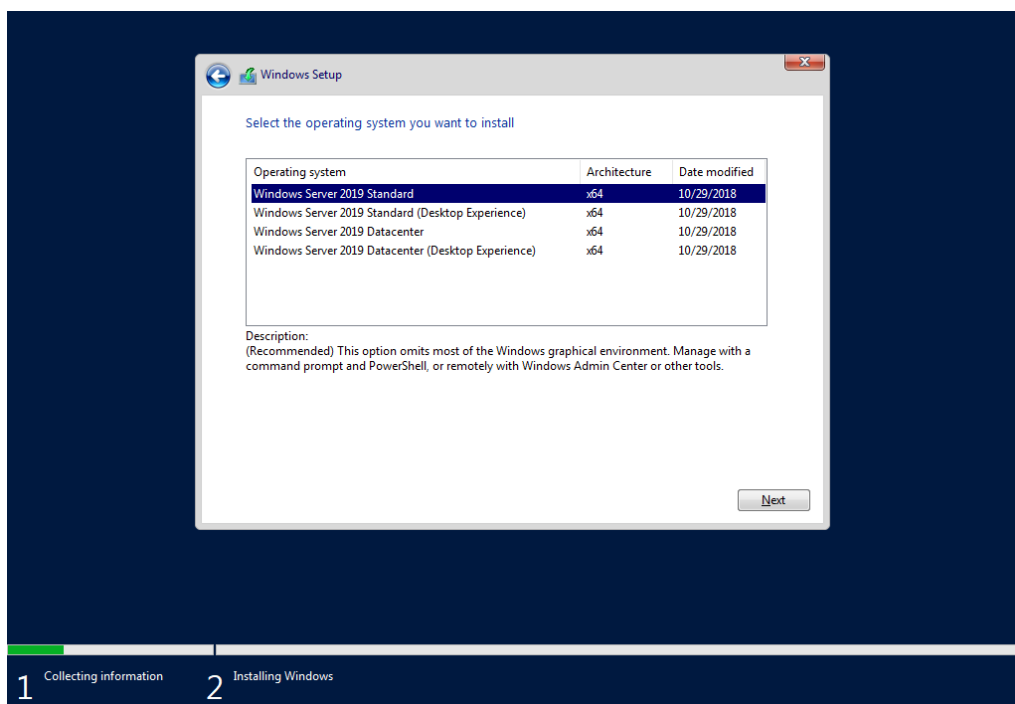 Windows Setup
Select the operating system you want to install
Operating system Architecture Date modified
Windows Server 2019 Standard x64 10/29/2018
Windows Server 2019 Standard (Desktop Experience) x64 10/29/2018
Windows Server 2019 Datacenter x64 10/29/2018
Windows Server 2019 Datacenter (Desktop Experience) x64 10/29/2018
Description:
(Recommended) This option omits most of the Windows graphical environment. Manage with a
command prompt and PowerShell, or remotely with Windows Admin Center or other tools.
Next
1 Collecting information 2 Installing Windows